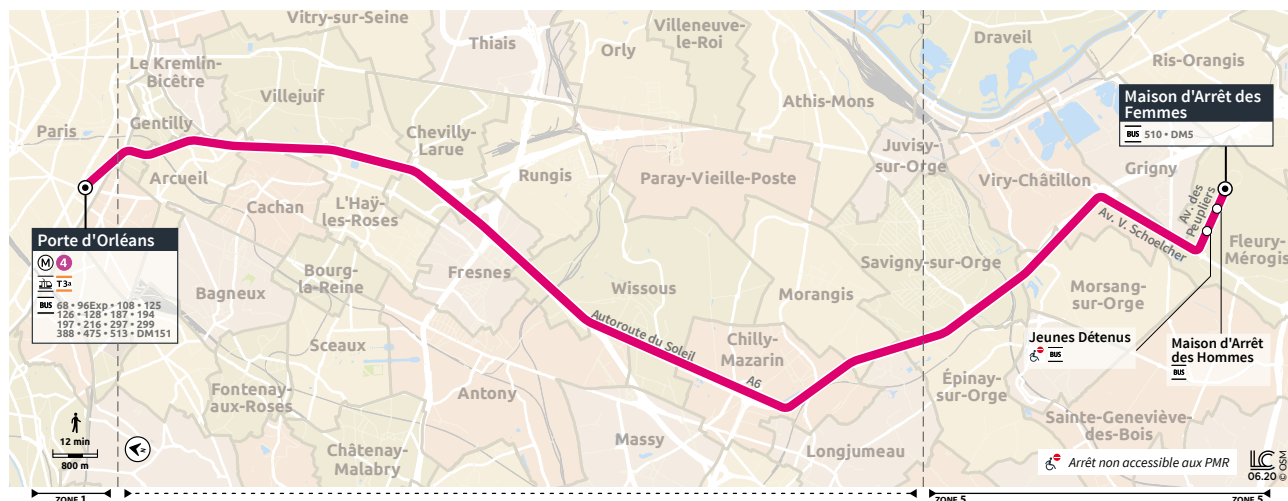 Vitry-sur-Seine
Thiais
Orly
Villeneuve-
le-Roi
Draveil
Ris-Orangis
Le Kremlin-
Bicêtre
Villejuif
Athis-Mons
Maison d'Arrêt des
Femmes
BUS 510 • DM5
Paris
Gentilly
Chevilly-
Larue
Juvisy-
sur-Orge
Arcueil
Rungis
Paray-Vieille-Poste
Viry-Châtillon
Grigny
Cachan
L'Haÿ-
les-Roses
Av. des
Peupliers
Av. V. Schoelcher
Porte d'Orléans
M 4
T3a
BUS 68 • 96Exp • 108 • 125
126 • 128 • 187 • 194
197 • 216 • 297 • 299
388 • 475 • 513 • DM151
Fleury-
Mérogis
Bourg-
la-Reine
Fresnes
Savigny-sur-Orge
Bagneux
Wissous
Morangis
Morsang-
sur-Orge
Autoroute du Soleil
Sceaux
Chilly-
Mazarin
Jeunes Détenus
BUS
Maison d'Arrêt
des Hommes
BUS
A6
Épinay-
sur-Orge
Fontenay-
aux-Roses
Antony
Sainte-Geneviève-
des-Bois
12 min
800 m
N
Châtenay-
Malabry
Massy
Longjumeau
Arrêt non accessible aux PMR
LC
06.20
© OSM
ZONE 1
ZONE 5
ZONE 5